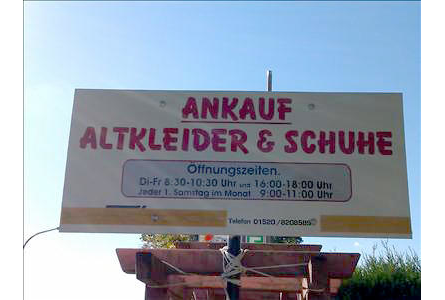 ANKAUF
ALTKLEIDER & SCHUHE
Öffnungszeiten.
Di-Fr 8:30-10:30 Uhr und 16:00-18:00 Uhr
Jeder 1. Samstag im Monat 9:00-11:00 Uhr
Telefon 01520 /8208505